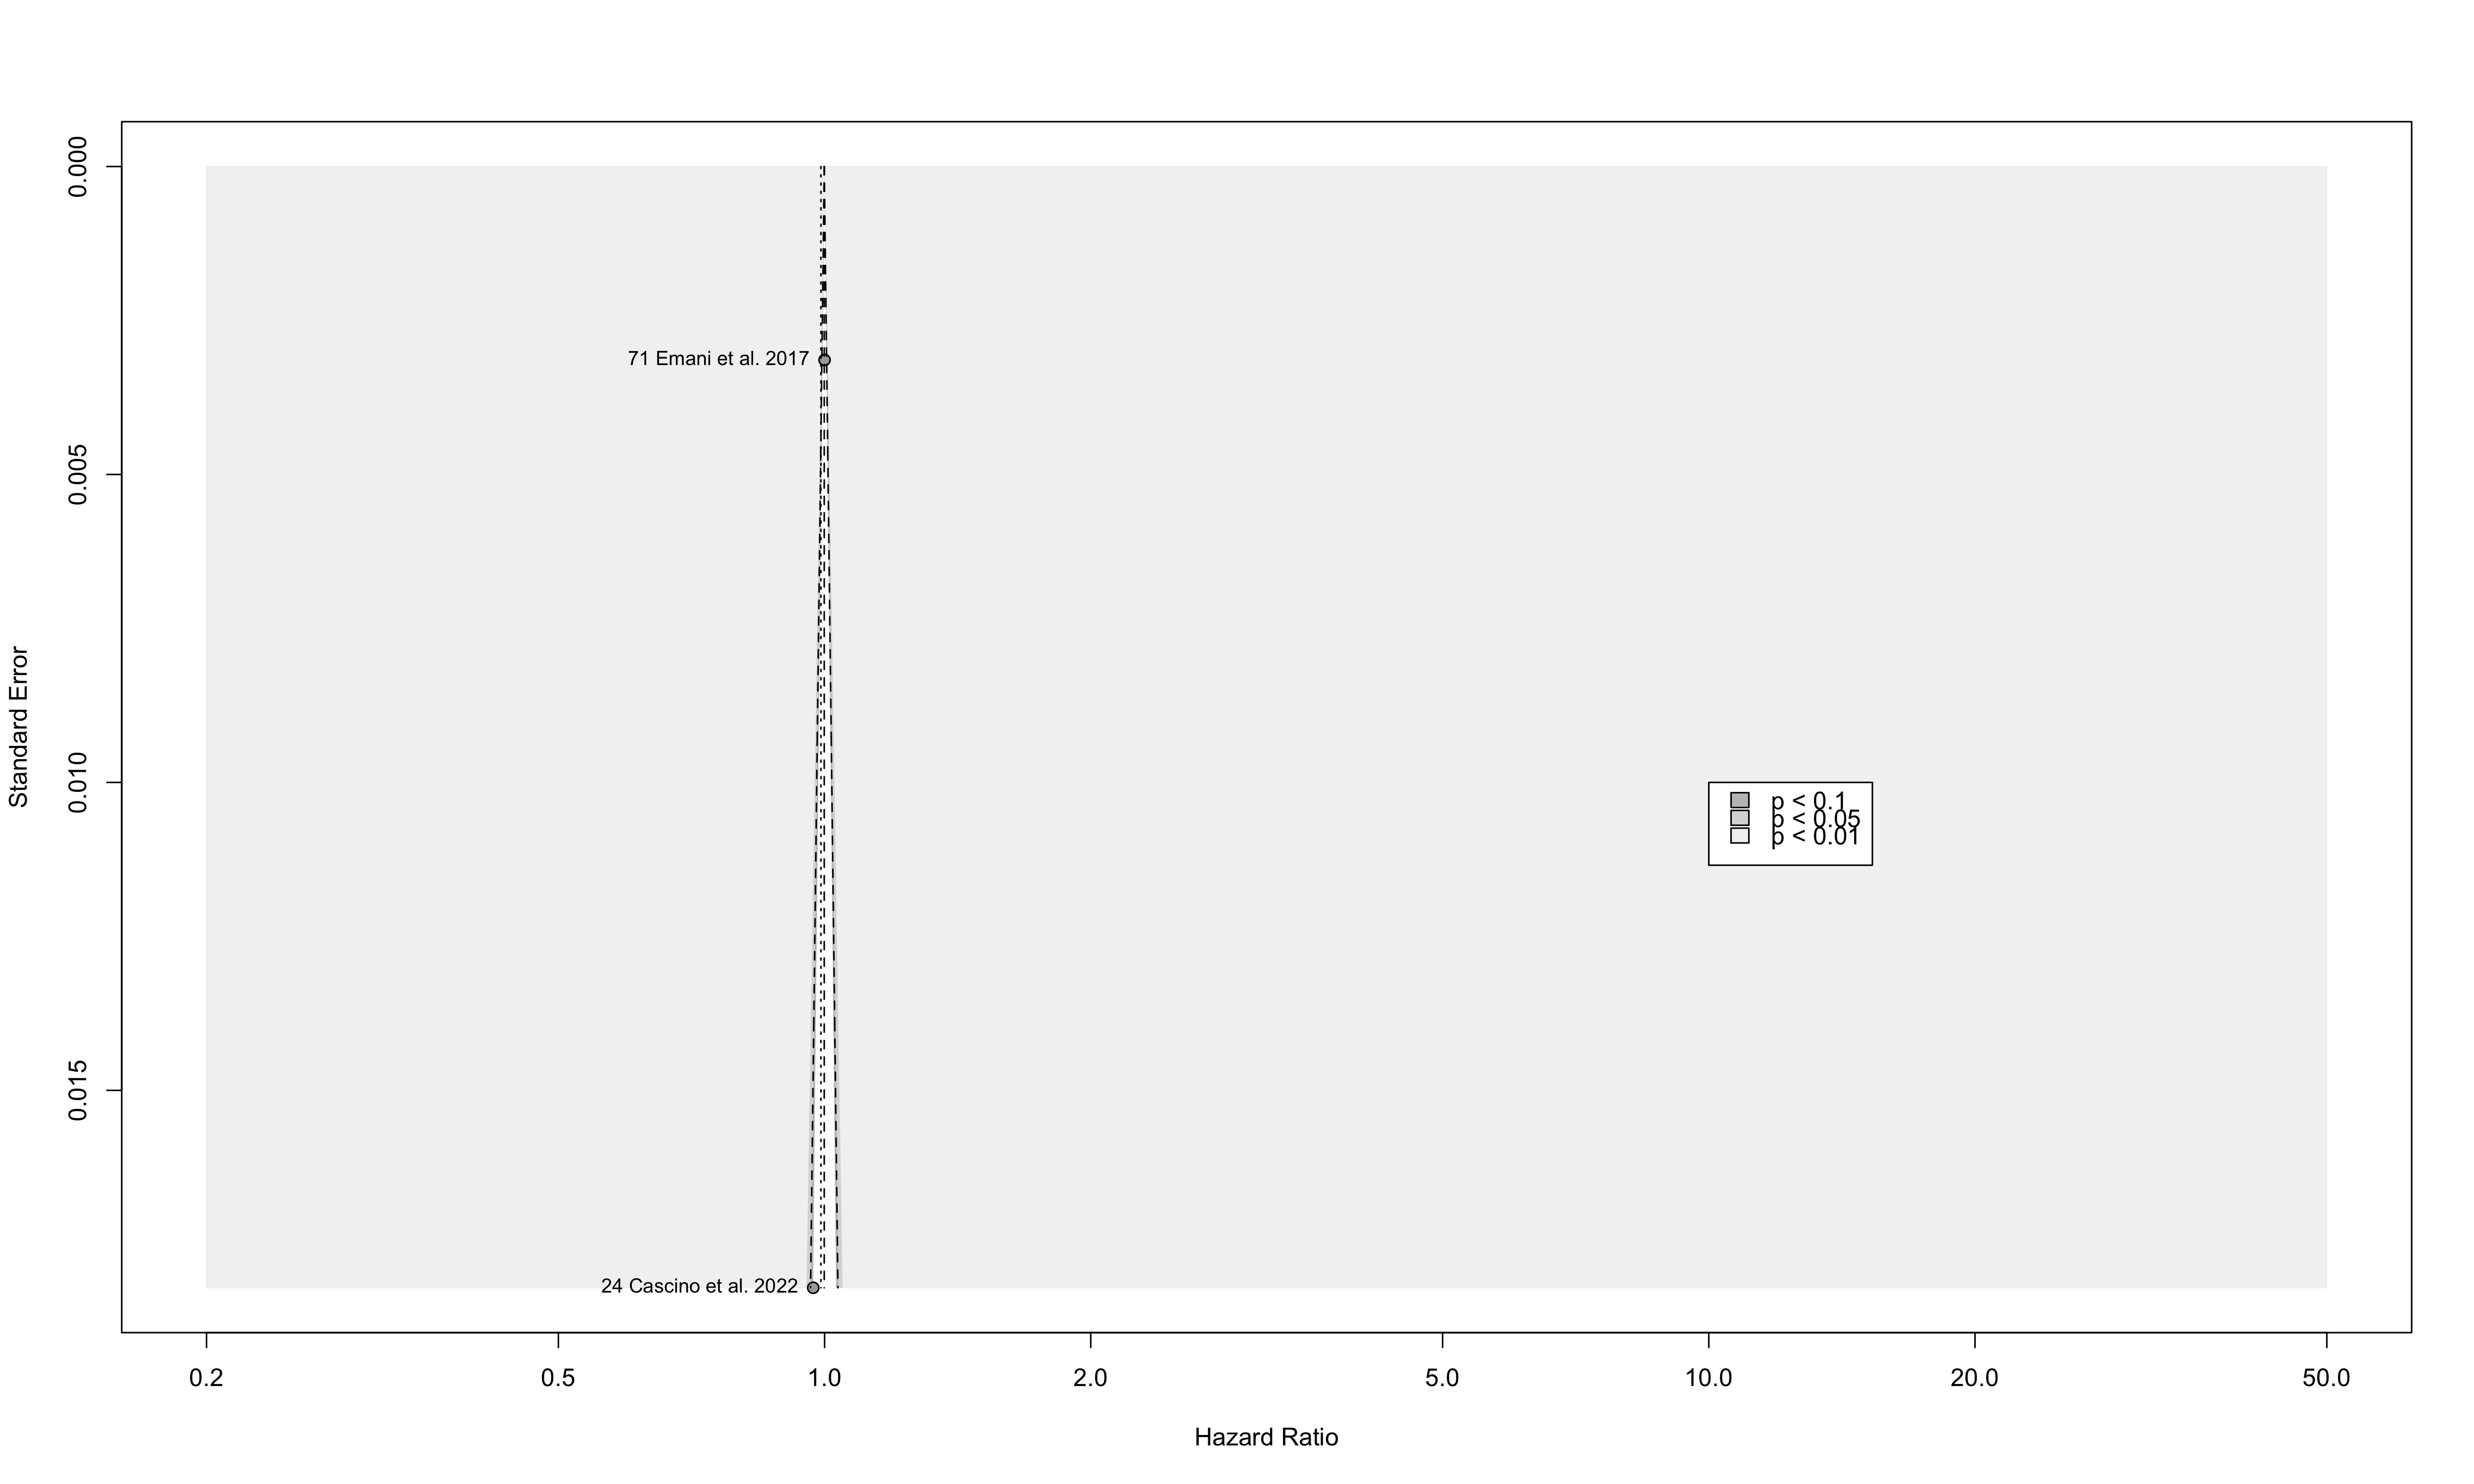 0.000
71 Emani et al. 2017
0.005
Standard Error
0.010
p < 0.1
p < 0.05
p < 0.01
0.015
24 Cascino et al. 2022
0.2 0.5 1.0 2.0 5.0 10.0 20.0 50.0
Hazard Ratio